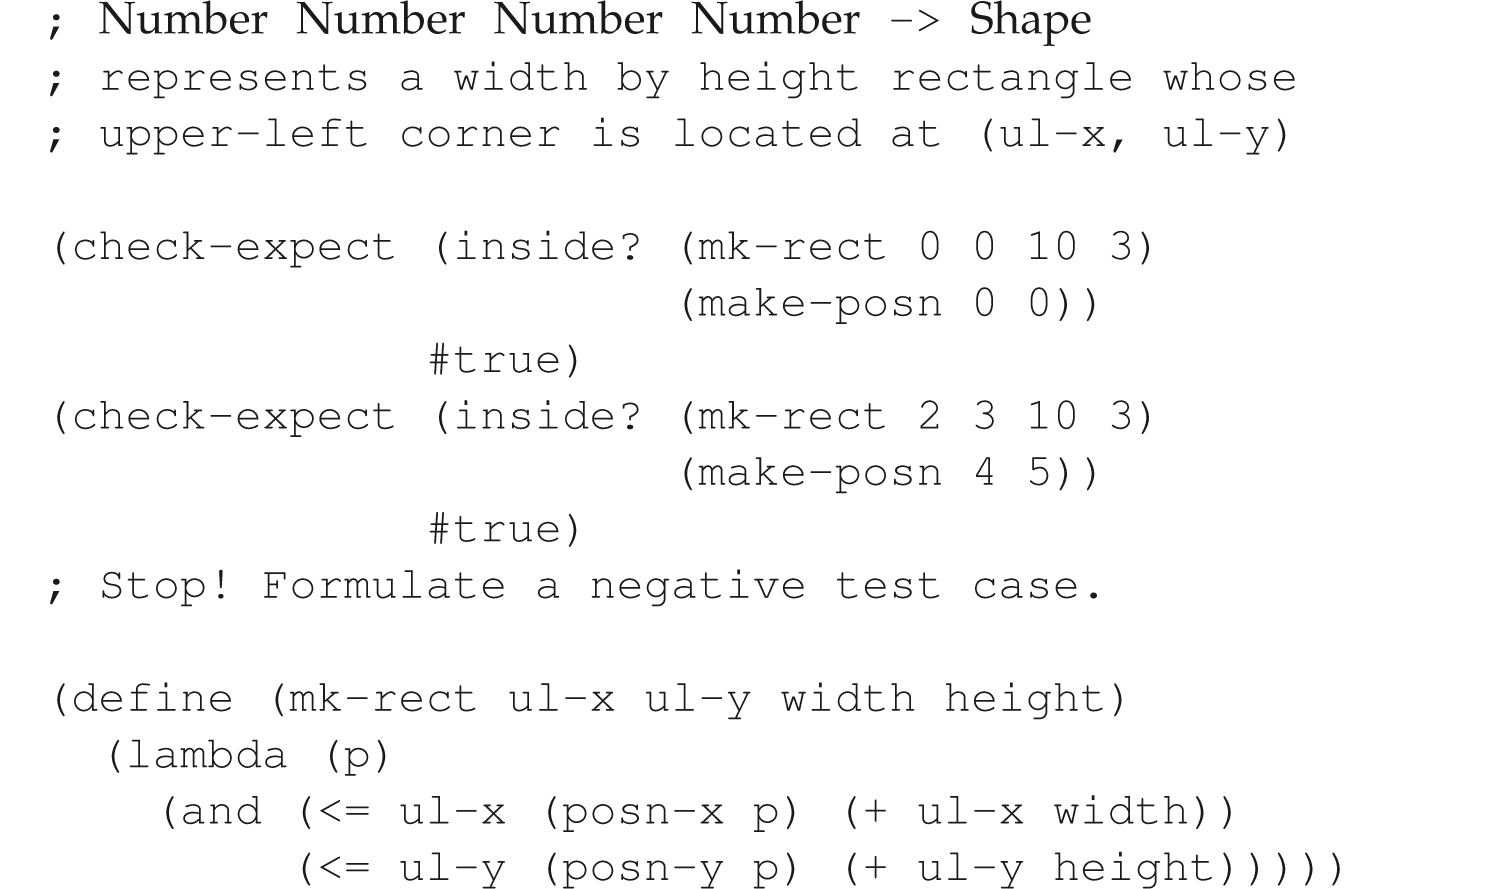 ; Number Number Number Number –> Shape
; represents a width by height rectangle whose
; upper-left corner is located at (ul-x, ul-y)
(check-expect (inside? (mk-rect 0 0 10 3)
(make-posn 0 0))
#true)
(check-expect (inside? (mk-rect 2 3 10 3)
(make-posn 4 5))
#true)
; Stop! Formulate a negative test case.
(define (mk-rect ul-x ul-y width height)
(lambda (p)
(and (<= ul-x (posn-x p) (+ ul-x width))
(<= ul-y (posn-y p) (+ ul-y height)))))